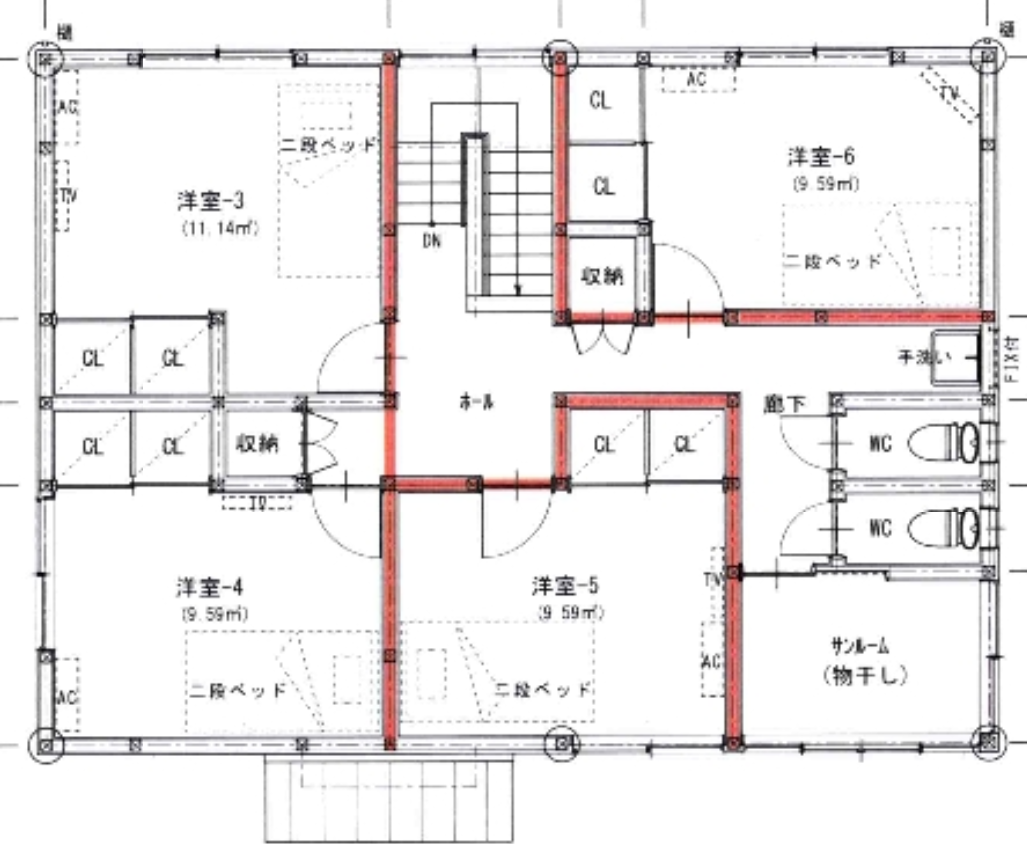 樋
樋
AC
CL
AC
TV
二段ベッド
洋室-6
(9.59㎡)
TV
洋室-3
(11.14㎡)
CL
DN
二段ベッド
収納
CL
CL
手洗い
FIX付
ホール
廊下
CL
CL
収納
CL
CL
WC
TV
WC
洋室-4
(9.59㎡)
洋室-5
(9.59㎡)
TV
サンルーム
(物干し)
AC
二段ベッド
二段ベッド
AC